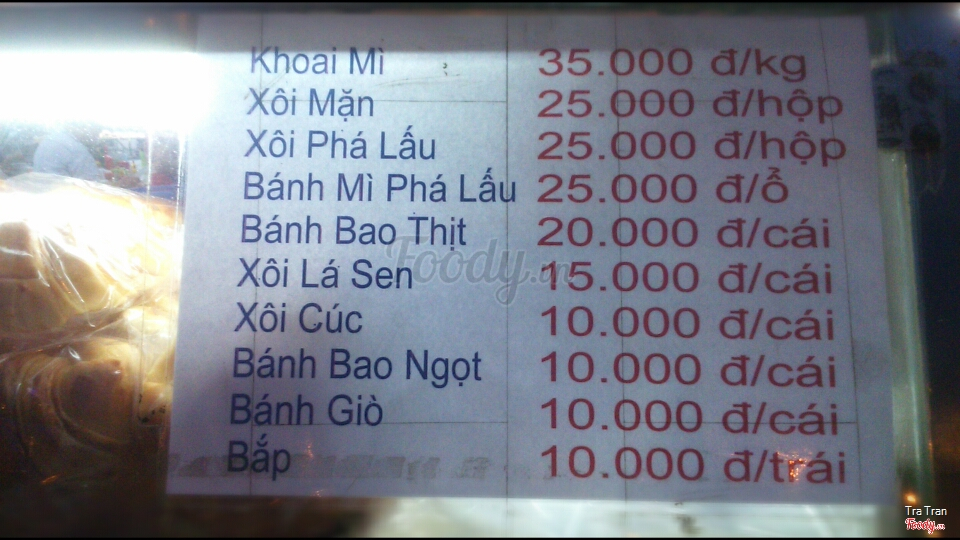 Khoai Mì 35.000 đ/kg
Xôi Mặn 25.000 đ/hộp
Xôi Phá Lấu 25.000 đ/hộp
Bánh Mì Phá Lấu 25.000 đ/ổ
Bánh Bao Thịt 20.000 đ/cái
Foody.vn
Xôi Lá Sen 15.000 đ/cái
Xôi Cúc 10.000 đ/cái
Bánh Bao Ngọt 10.000 đ/cái
Bánh Giò 10.000 đ/cái
Bắp 10.000 đ/trái
Tra Tran
Foody.vn